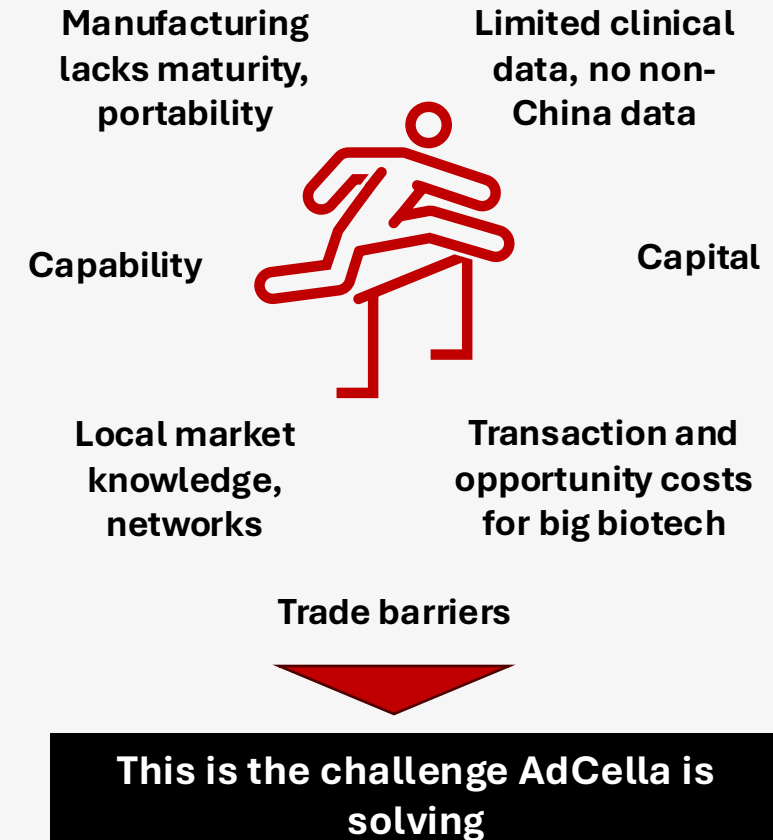 Manufacturing
lacks maturity,
portability
Limited clinical
data, no non-
China data
Capability
Capital
Local market
knowledge,
networks
Transaction and
opportunity costs
for big biotech
Trade barriers
This is the challenge AdCella is
solving